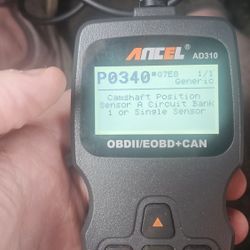 ANCEL
AD310
P0340 #07E8 1/1
Generic
Camshaft Position
Sensor A Circuit Bank
1 or Single Sensor
OBDII/EOBD+CAN